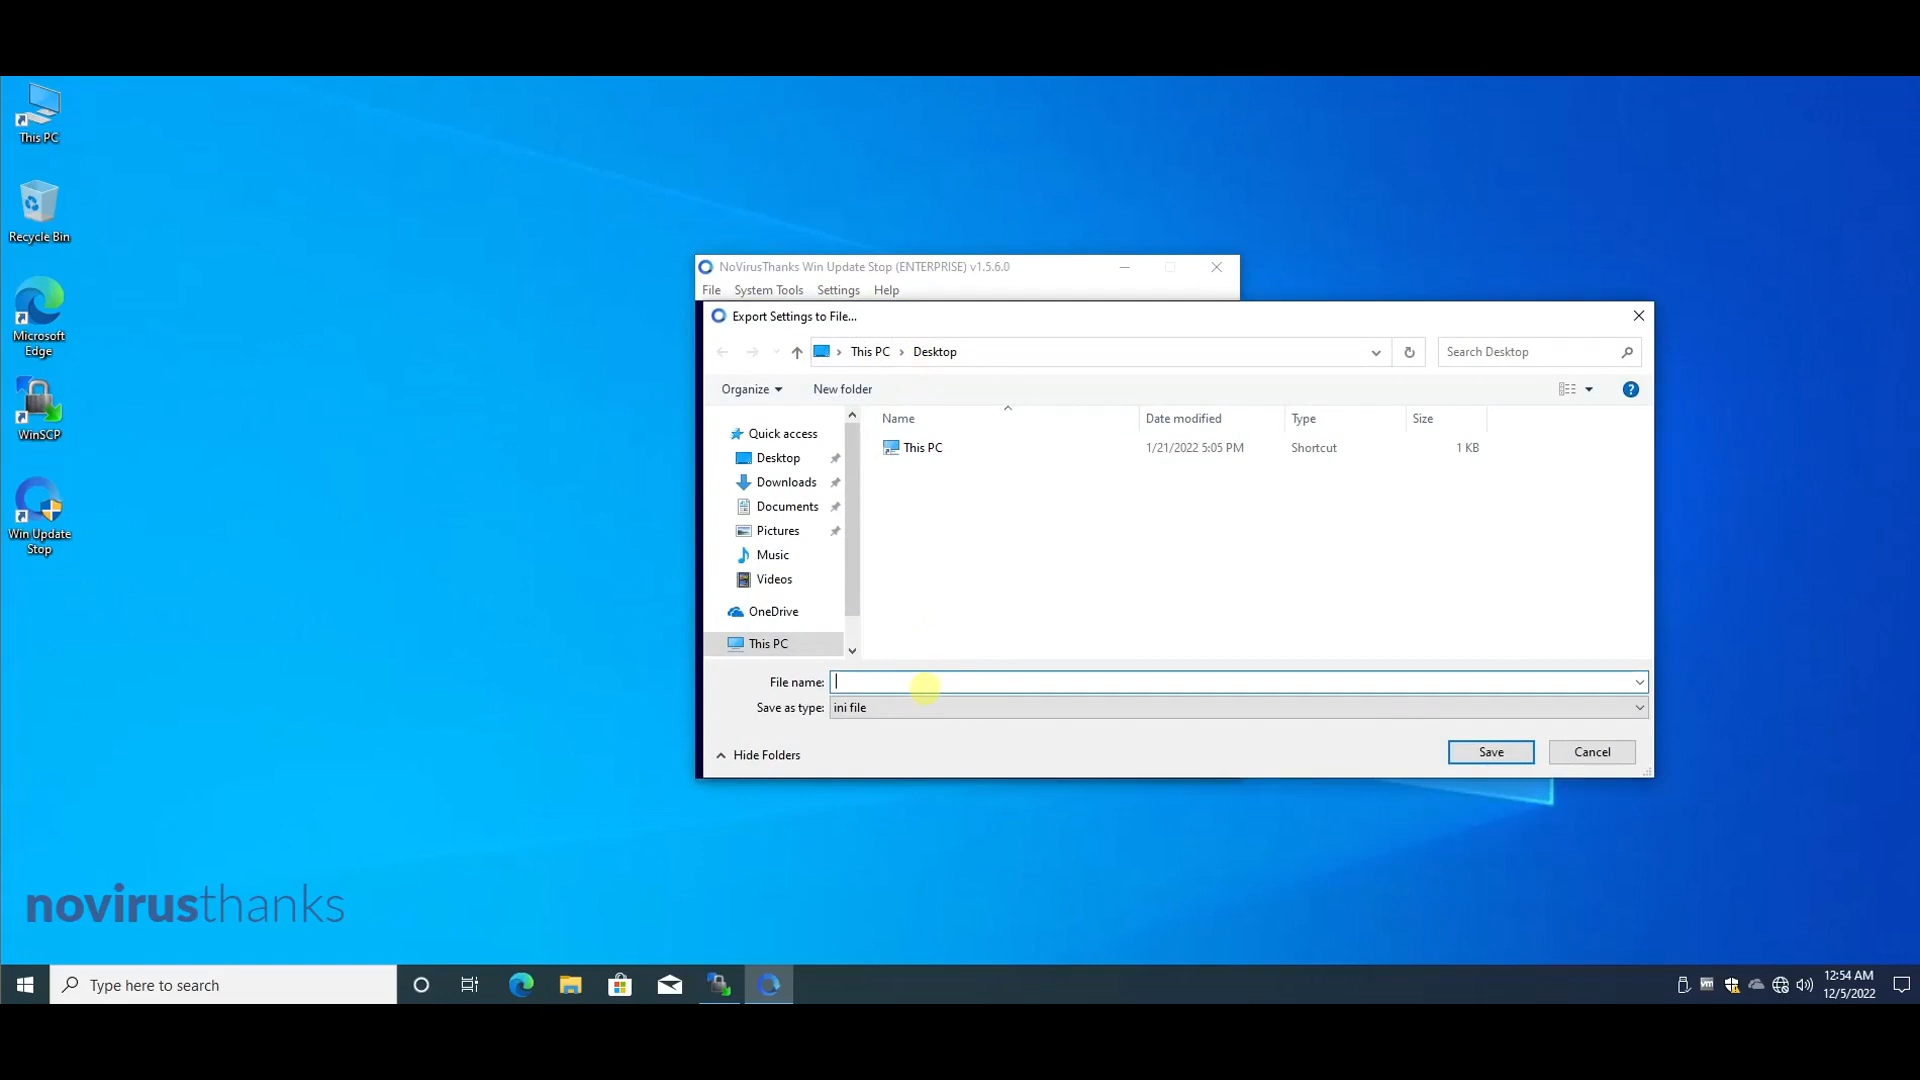 This PC
Recycle Bin
Microsoft
Edge
WinSCP
Win Update
Stop
NoVirusThanks Win Update Stop (ENTERPRISE) v1.5.6.0
File System Tools Settings Help
Export Settings to File...
This PC > Desktop
Search Desktop
Organize New folder
Name Date modified Type Size
This PC 1/21/2022 5:05 PM Shortcut 1 KB
Quick access
Desktop
Downloads
Documents
Pictures
Music
Videos
OneDrive
This PC
File name:
Save as type: ini file
Hide Folders
Save Cancel
novirusthanks
Type here to search
12:54 AM
12/5/2022